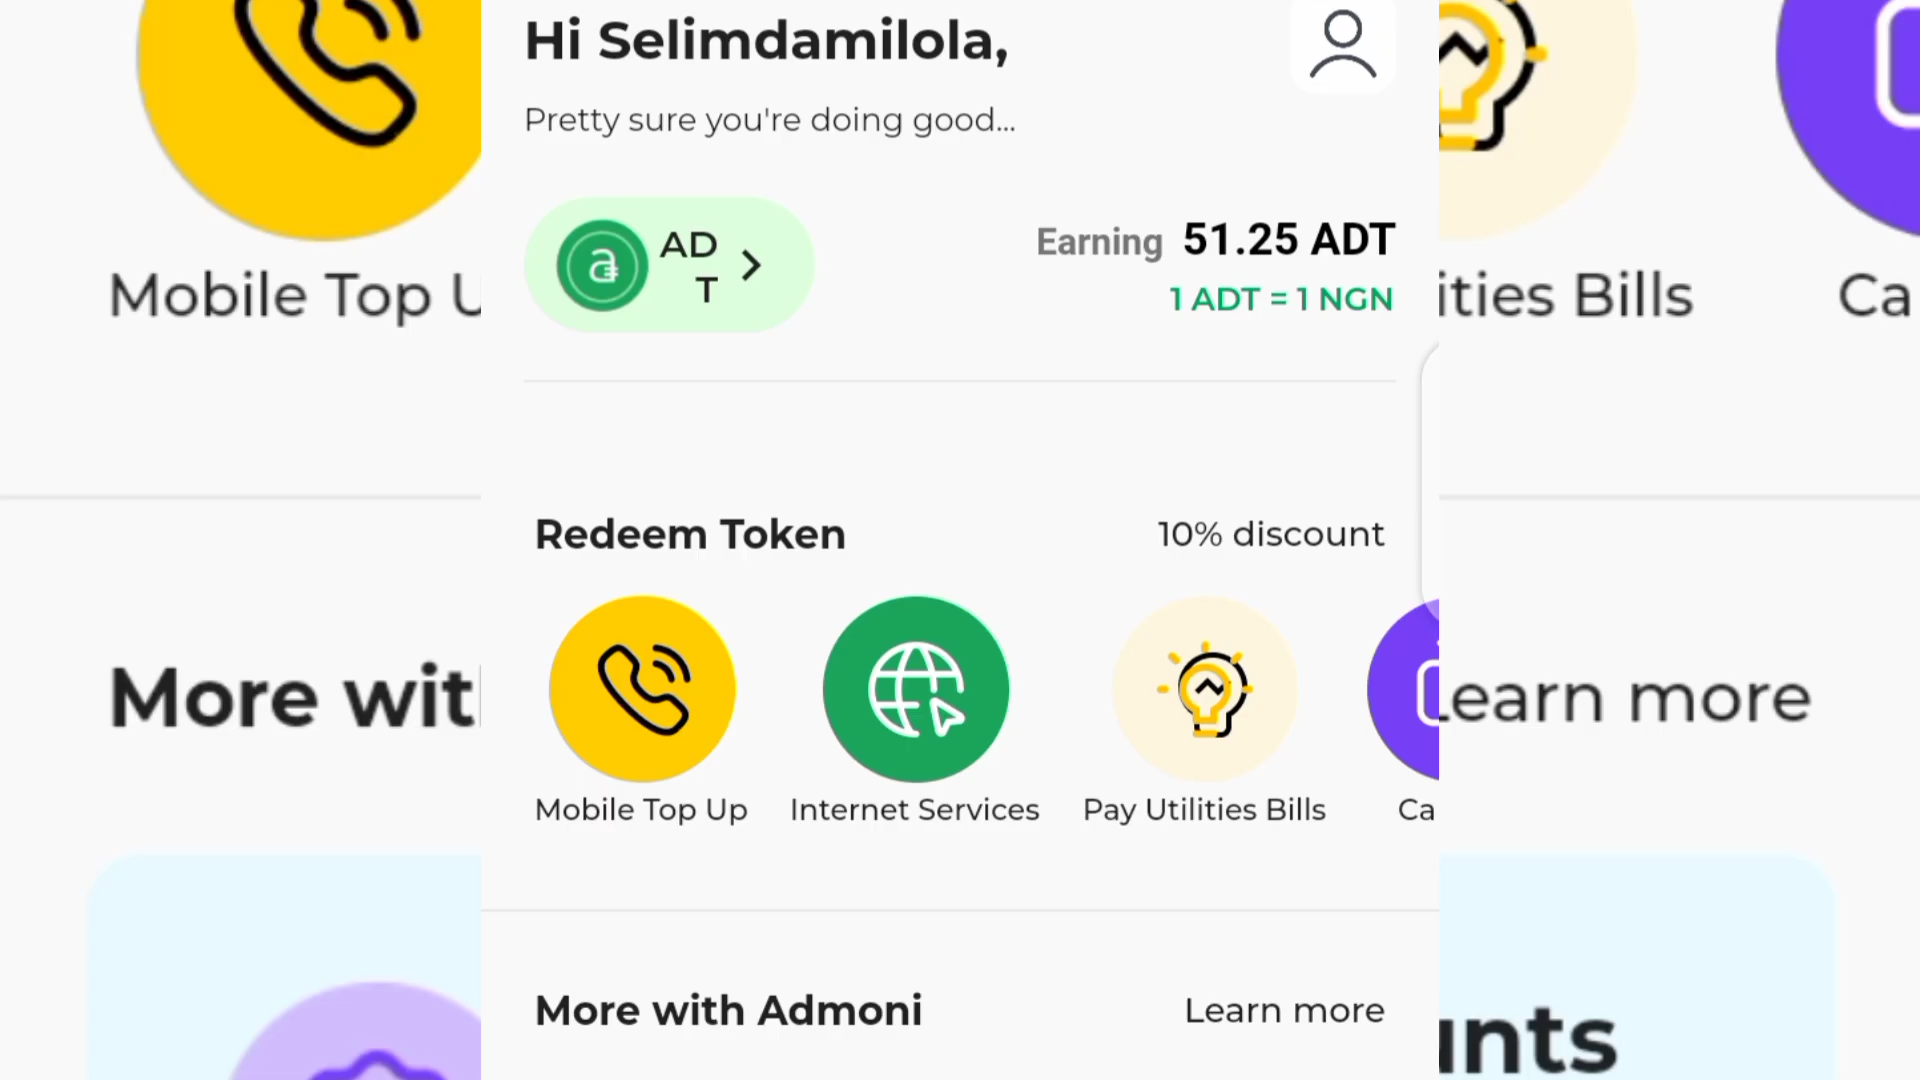 Hi Selimdamilola,
Pretty sure you're doing good...
AD
T
Earning 51.25 ADT
1 ADT = 1 NGN
Redeem Token
10% discount
Mobile Top Up
Internet Services
Pay Utilities Bills
Ca
More with Admoni
Learn more
Mobile Top U
More wit
ities Bills
Ca
earn more
unts